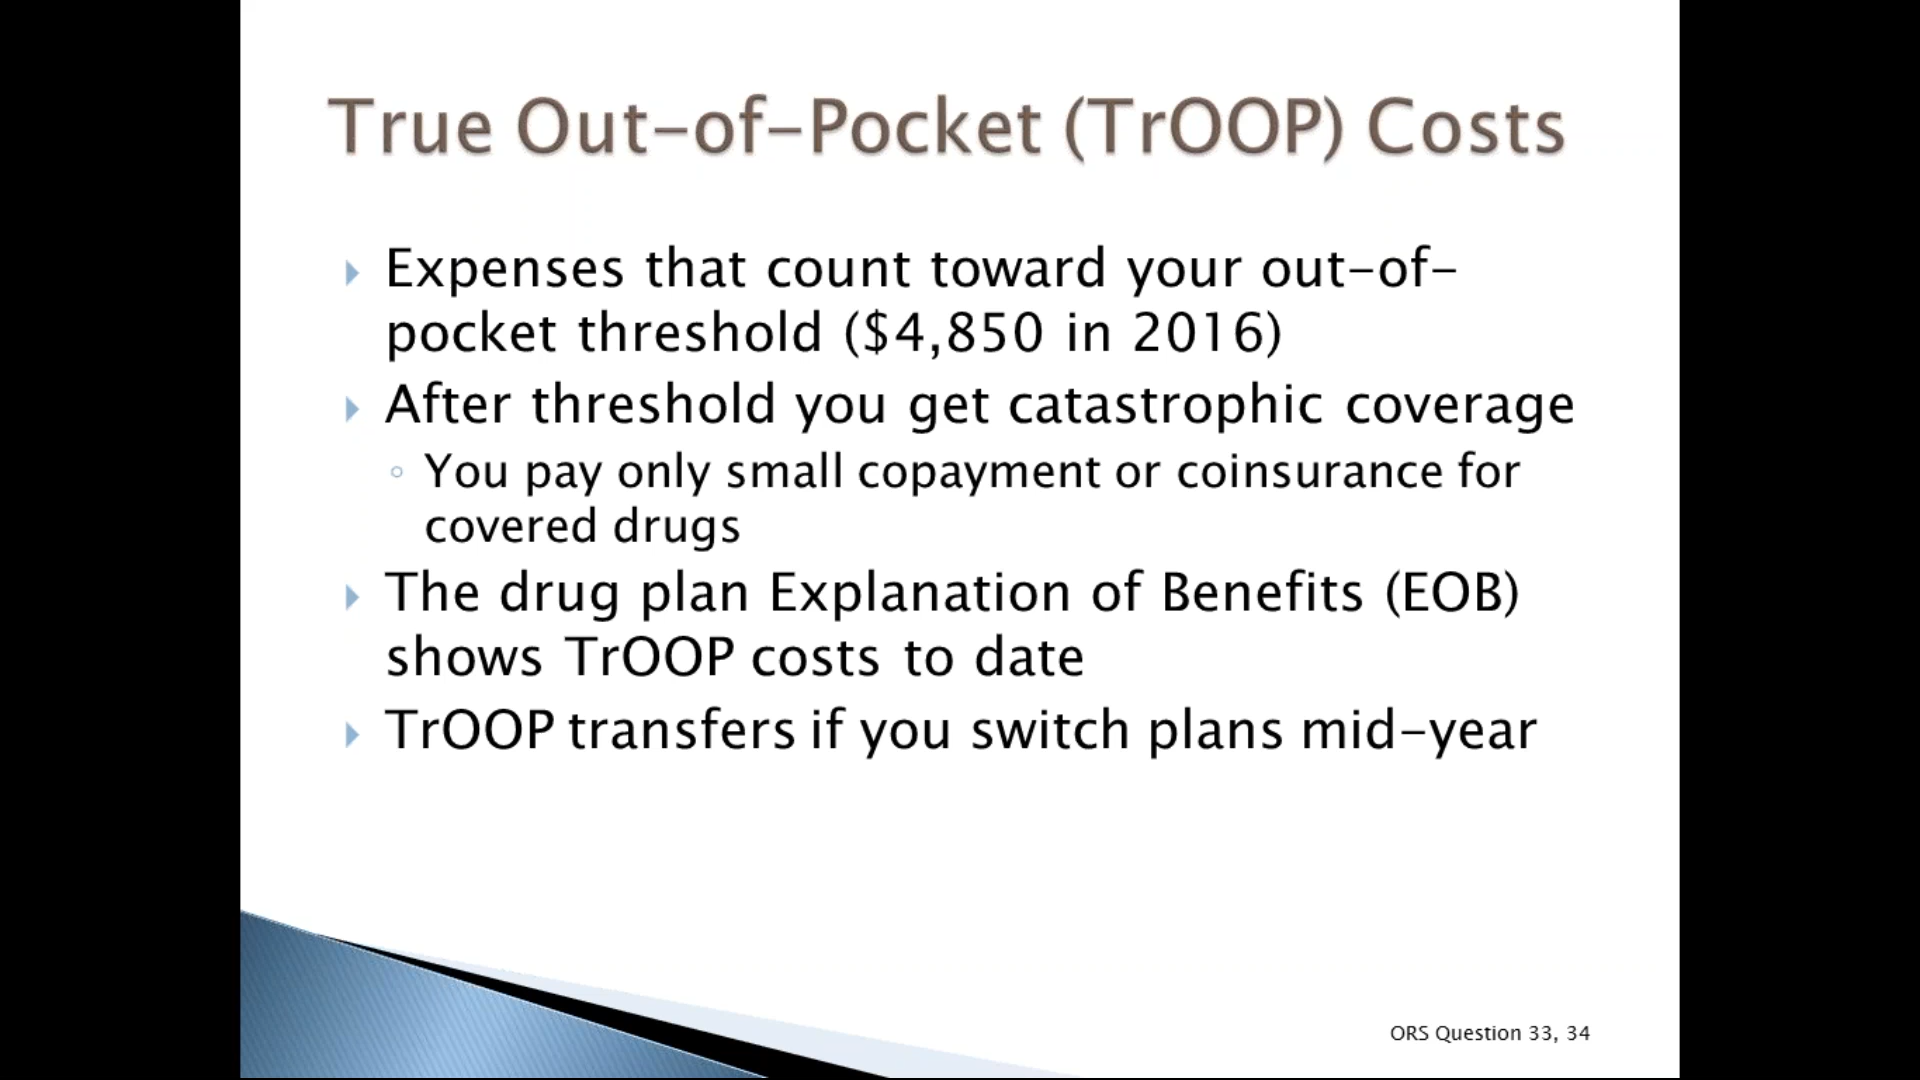 True Out-of-Pocket (TrOOP) Costs
Expenses that count toward your out-of-
pocket threshold ($4,850 in 2016)
After threshold you get catastrophic coverage
You pay only small copayment or coinsurance for
covered drugs
The drug plan Explanation of Benefits (EOB)
shows TrOOP costs to date
TrOOP transfers if you switch plans mid-year
ORS Question 33, 34